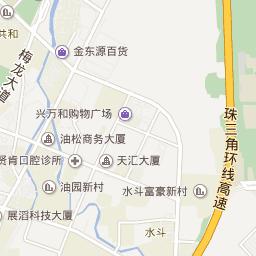 共和
金东源百货
梅龙大道
兴万和购物广场
珠三角环线高速
油松商务大厦
贤肯口腔诊所
天汇大厦
油园新村
水斗富豪新村
展滔科技大厦
水斗